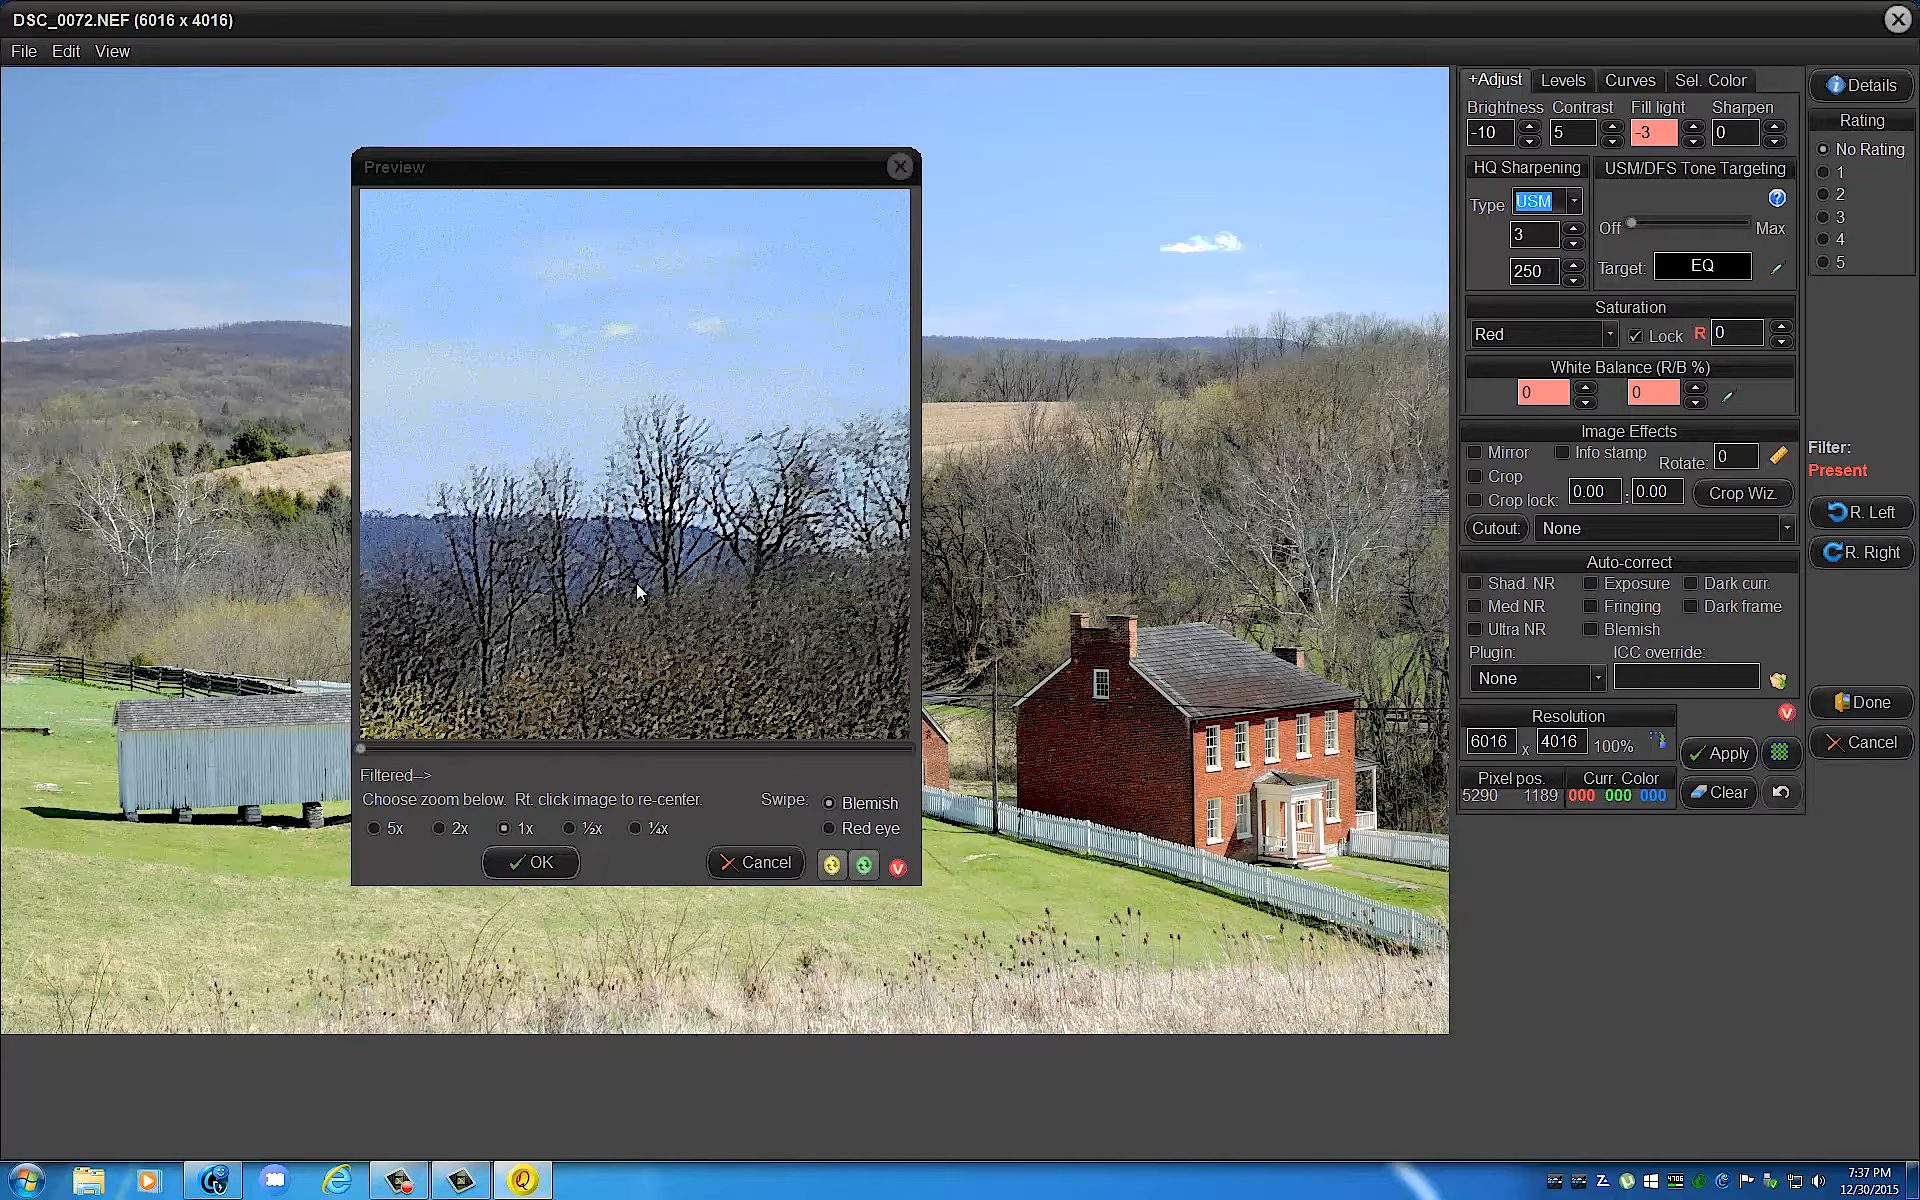 DSC_0072.NEF (6016 x 4016)
File Edit View
+Adjust Levels Curves Sel. Color
Details
Brightness Contrast Fill light Sharpen
-10 5 -3 0
Rating
No Rating
1
2
3
4
5
HQ Sharpening USM/DFS Tone Targeting
Type USM
3
250
Off Max
Target: EQ
Saturation
Red Lock R 0
White Balance (R/B %)
0 0
Image Effects
Mirror Info stamp Rotate: 0
Crop
Crop lock: 0.00 : 0.00 Crop Wiz.
Cutout: None
Filter:
Present
R. Left
R. Right
Auto-correct
Shad. NR Exposure Dark curr.
Med NR Fringing Dark frame
Ultra NR Blemish
Plugin: ICC override:
None
Done
Cancel
Resolution
6016 x 4016 100%
Apply
Pixel pos. Curr. Color
5290 1189 000 000 000
Clear
Preview
Filtered-->
Choose zoom below. Rt. click image to re-center. Swipe: Blemish
5x 2x 1x ½x ¼x Red eye
OK Cancel V
V
7:37 PM
12/30/2015